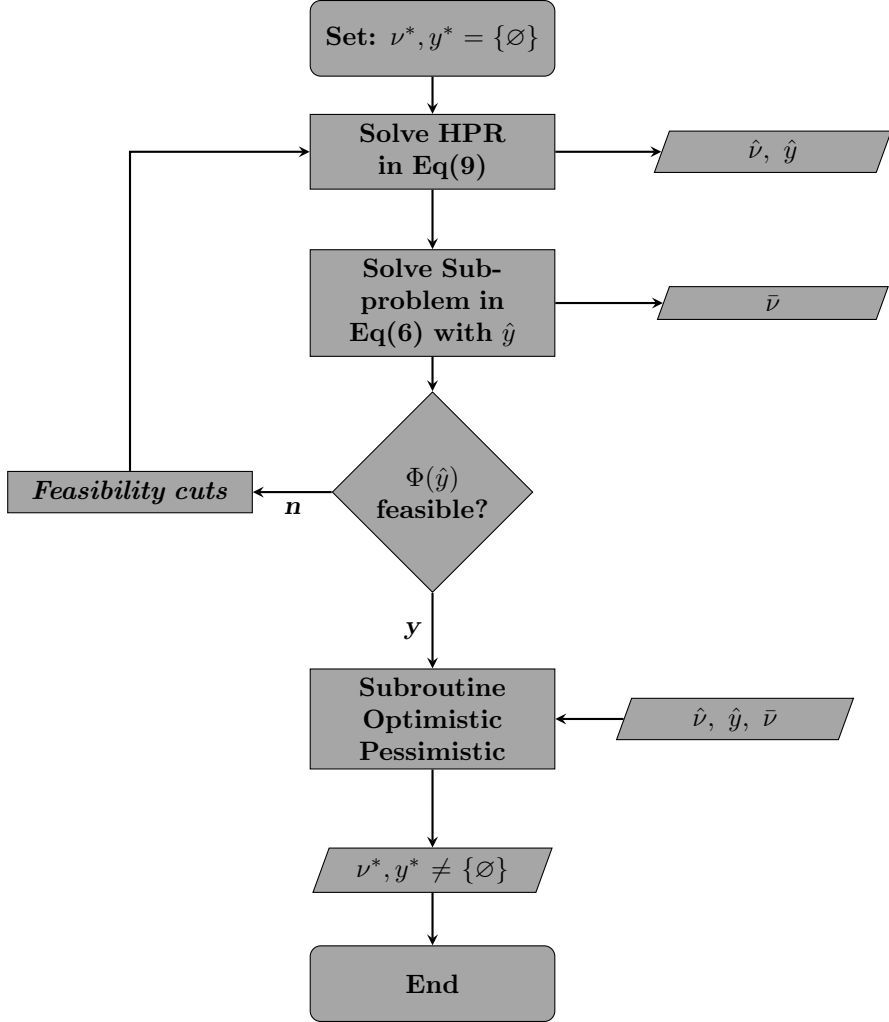 Set: ν*, y* = {∅}
Solve HPR
in Eq(9)
ν̂, ŷ
Solve Sub-
problem in
Eq(6) with ŷ
ν̄
Φ(ŷ)
feasible?
Feasibility cuts
n
y
Subroutine
Optimistic
Pessimistic
ν̂, ŷ, ν̄
ν*, y* ≠ {∅}
End